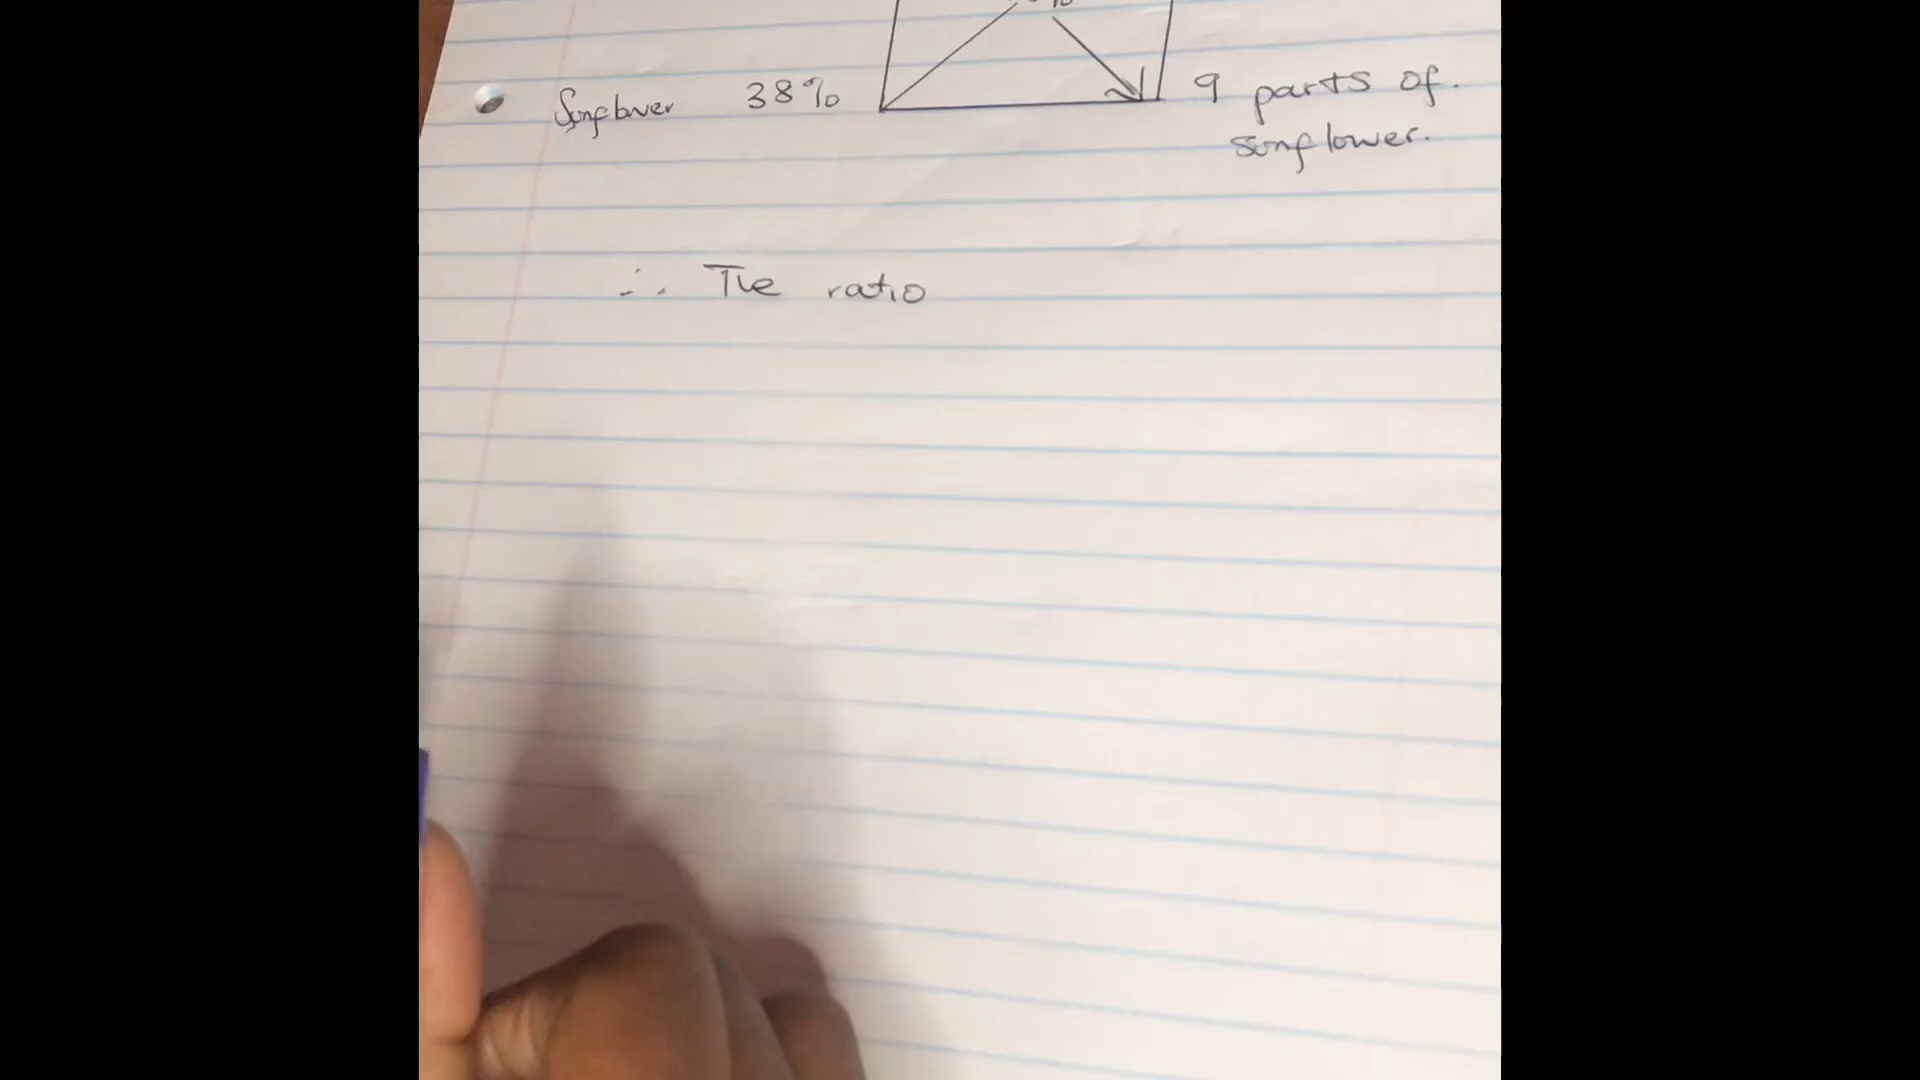 Sunflower 38% 9 parts of.
sunflower.
∴ The ratio